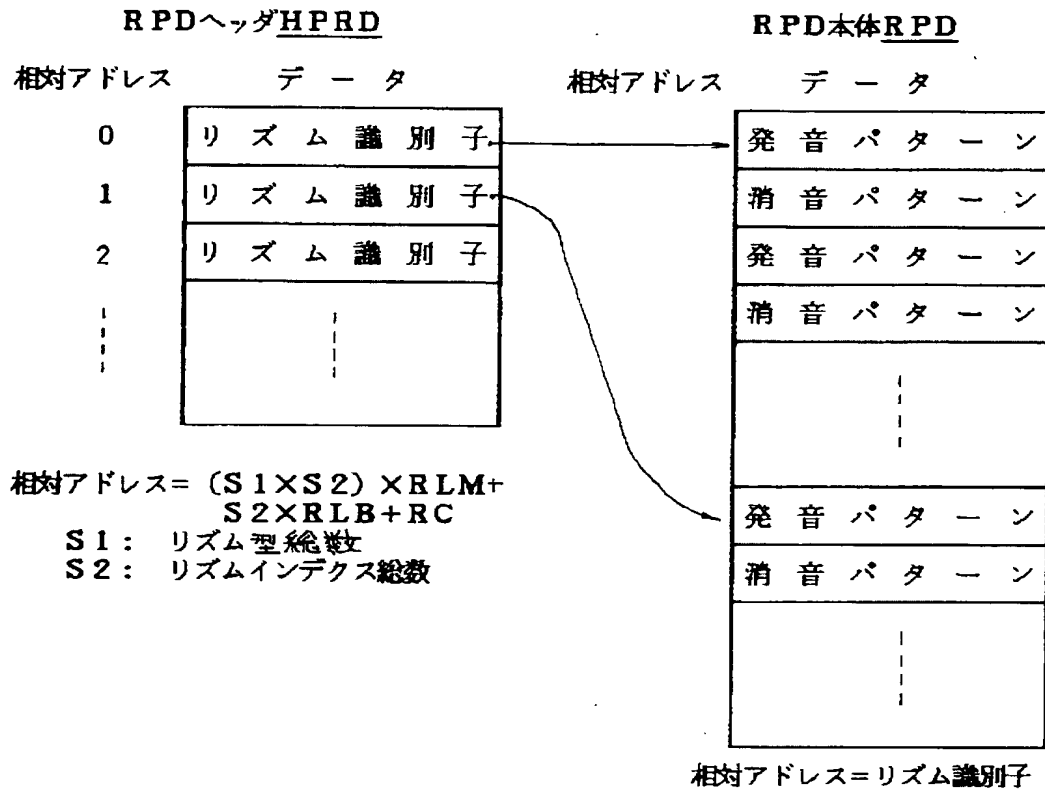 RPDヘッダHPRD
相対アドレス データ
0 リズム識別子
1 リズム識別子
2 リズム識別子
相対アドレス=(S1×S2)×RLM+
S2×RLB+RC
S1: リズム型総数
S2: リズムインデクス総数
RPD本体RPD
相対アドレス データ
発音パターン
消音パターン
発音パターン
消音パターン
発音パターン
消音パターン
相対アドレス=リズム識別子